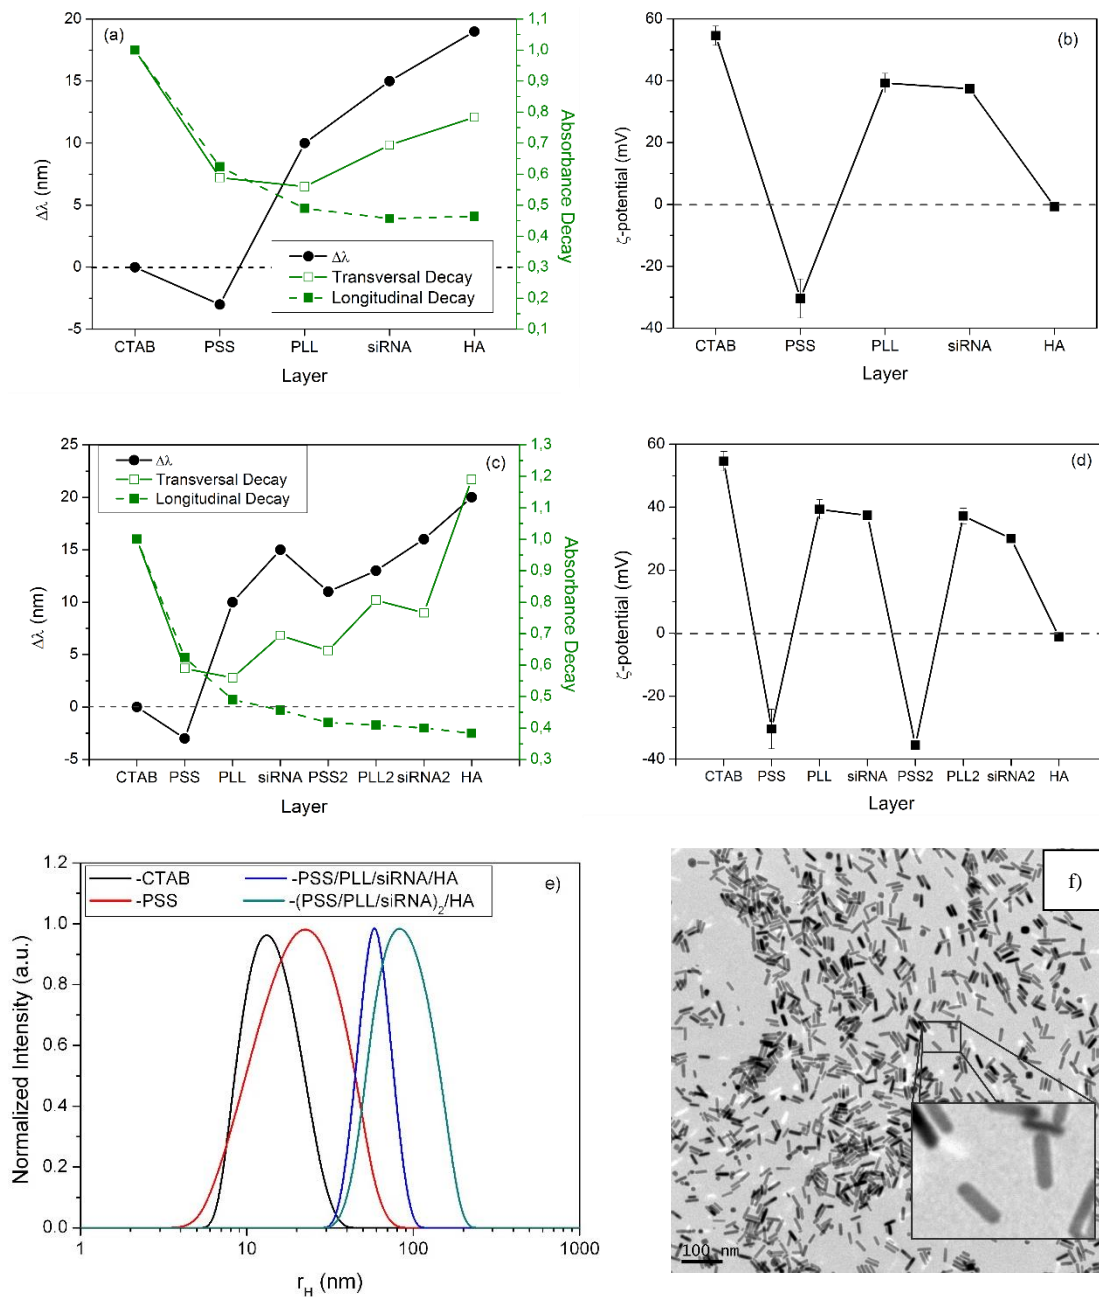 (a)
20
15
10
5
0
-5
Δλ (nm)
1,1
1,0
0,9
0,8
0,7
0,6
0,5
0,4
0,3
0,2
0,1
Absorbance Decay
Δλ
Transversal Decay
Longitudinal Decay
CTAB PSS PLL siRNA HA
Layer
(b)
60
40
20
0
-20
-40
ζ-potential (mV)
CTAB PSS PLL siRNA HA
Layer
(c)
25
20
15
10
5
0
-5
Δλ (nm)
Δλ
Transversal Decay
Longitudinal Decay
1,3
1,2
1,1
1,0
0,9
0,8
0,7
0,6
0,5
0,4
0,3
Absorbance Decay
CTAB PSS PLL siRNA PSS2 PLL2 siRNA2 HA
Layer
(d)
60
40
20
0
-20
-40
ζ-potential (mV)
CTAB PSS PLL siRNA PSS2 PLL2 siRNA2 HA
Layer
e)
1.2
1.0
0.8
0.6
0.4
0.2
0.0
Normalized Intensity (a.u.)
-CTAB -PSS/PLL/siRNA/HA
-PSS -(PSS/PLL/siRNA)₂/HA
1 10 100 1000
r_H (nm)
f)
100 nm